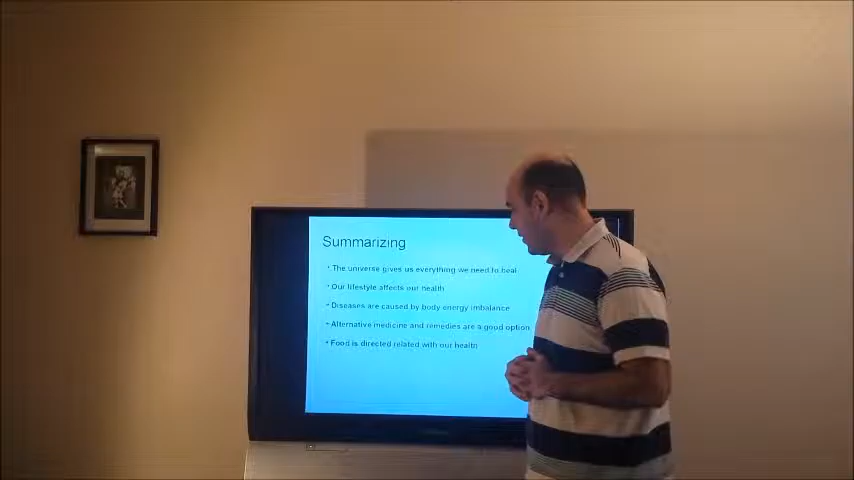 Summarizing
• The universe gives us everything we need to heal
• Our lifestyle affects our health
• Diseases are caused by body energy imbalance
• Alternative medicine and remedies are a good option
• Food is directed related with our health